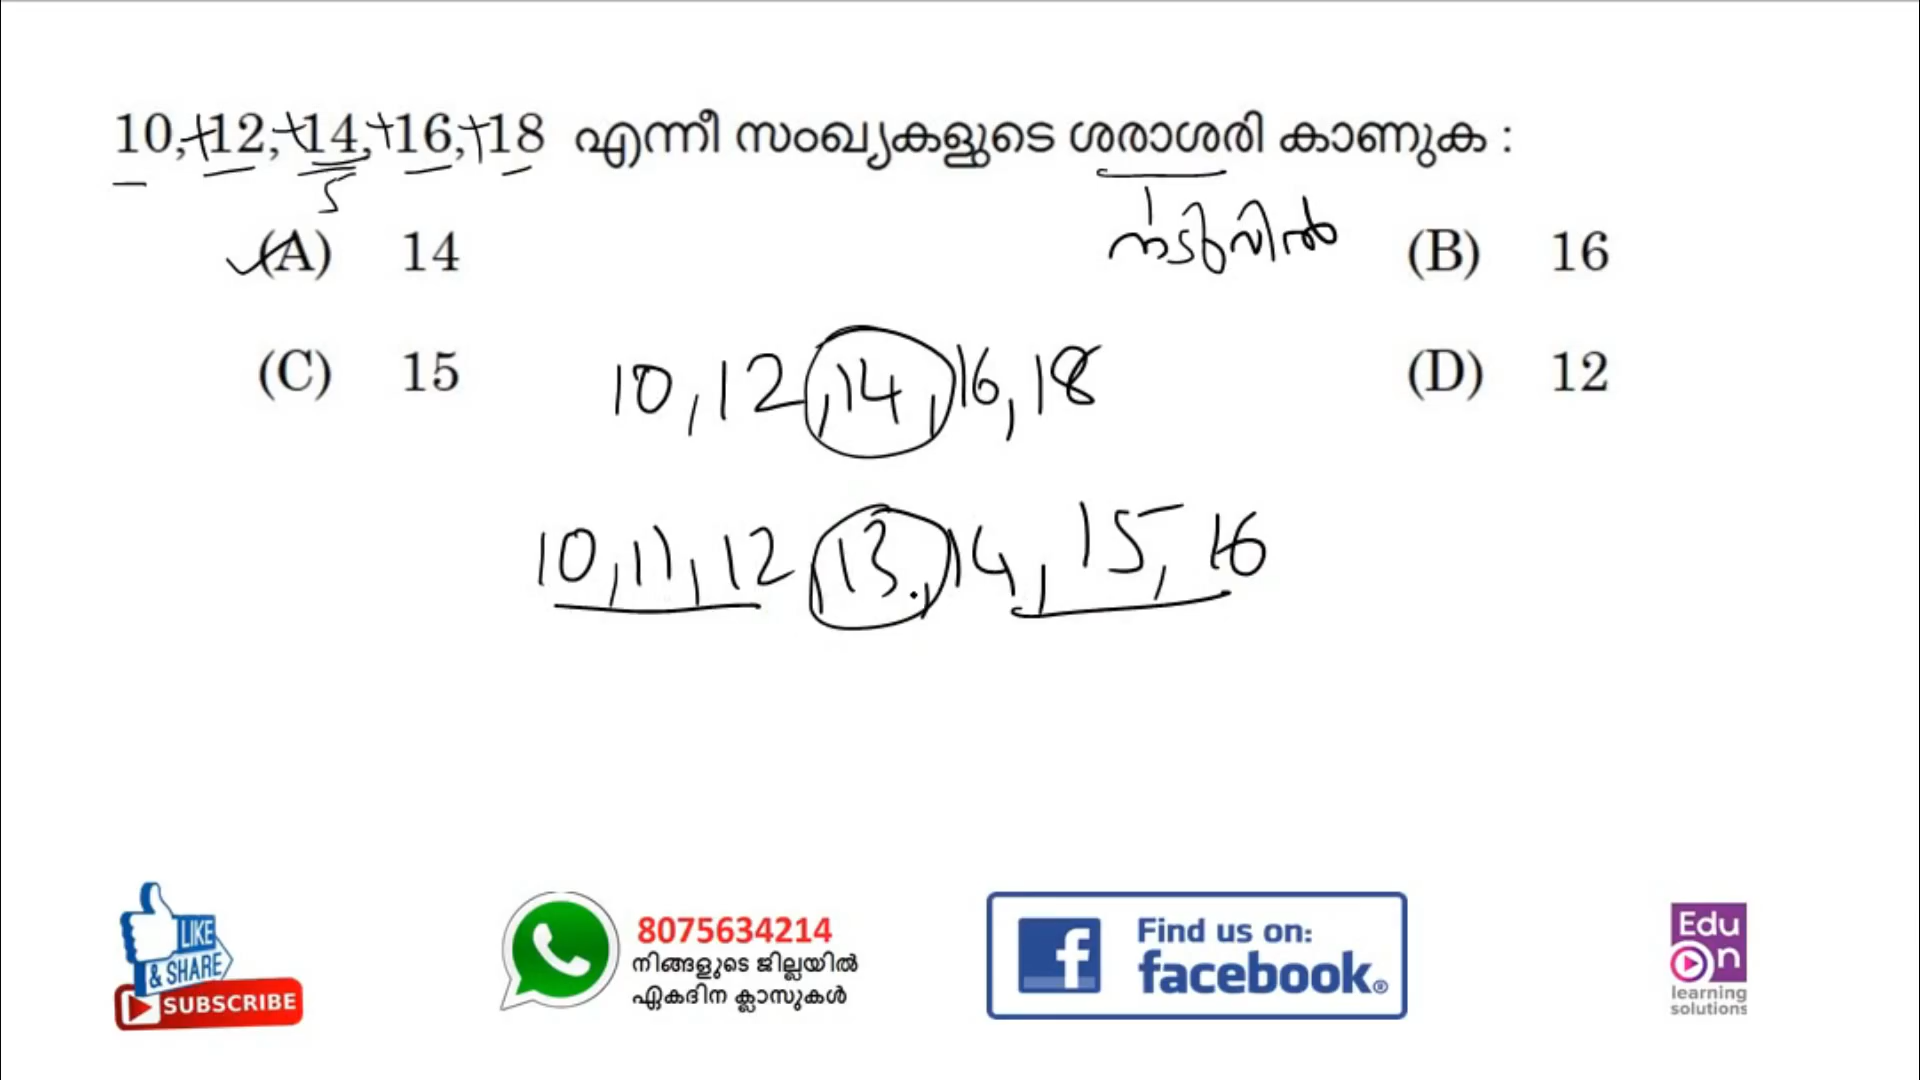 10, + 12, + 14, + 16, + 18 എന്നീ സംഖ്യകളുടെ ശരാശരി കാണുക :
5
നടുവിൽ
(A) 14 (B) 16
(C) 15 (D) 12
10, 12, 14, 16, 18
10, 11, 12, 13, 14, 15, 16
LIKE
& SHARE
SUBSCRIBE
8075634214
നിങ്ങളുടെ ജില്ലയിൽ
ഏകദിന ക്ലാസുകൾ
Find us on:
facebook®
Edu
On
learning
solutions